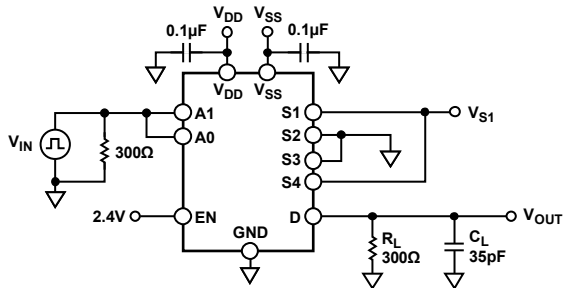 V_DD V_SS
0.1µF 0.1µF
V_DD V_SS
A1 S1 V_S1
A0 S2
V_IN 300Ω S3
S4
2.4V EN D V_OUT
GND
R_L 300Ω
C_L 35pF